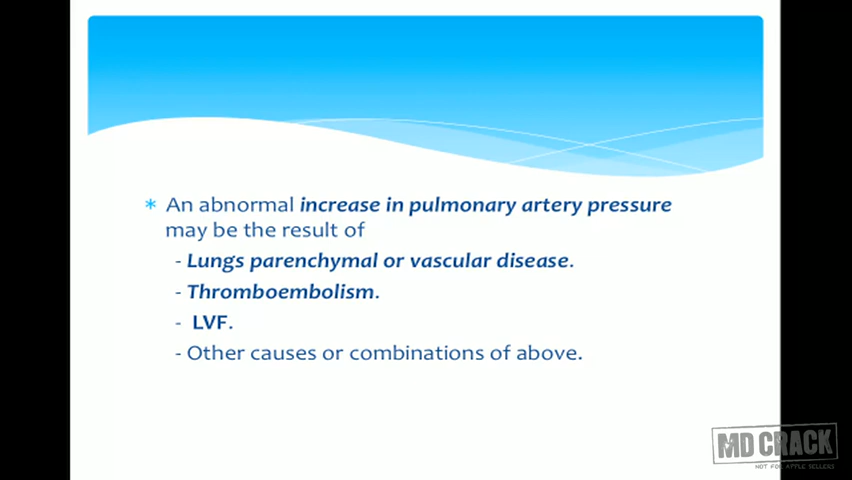 * An abnormal increase in pulmonary artery pressure
may be the result of
- Lungs parenchymal or vascular disease.
- Thromboembolism.
- LVF.
- Other causes or combinations of above.
MD CRACK
NOT FOR APPLE SELLERS